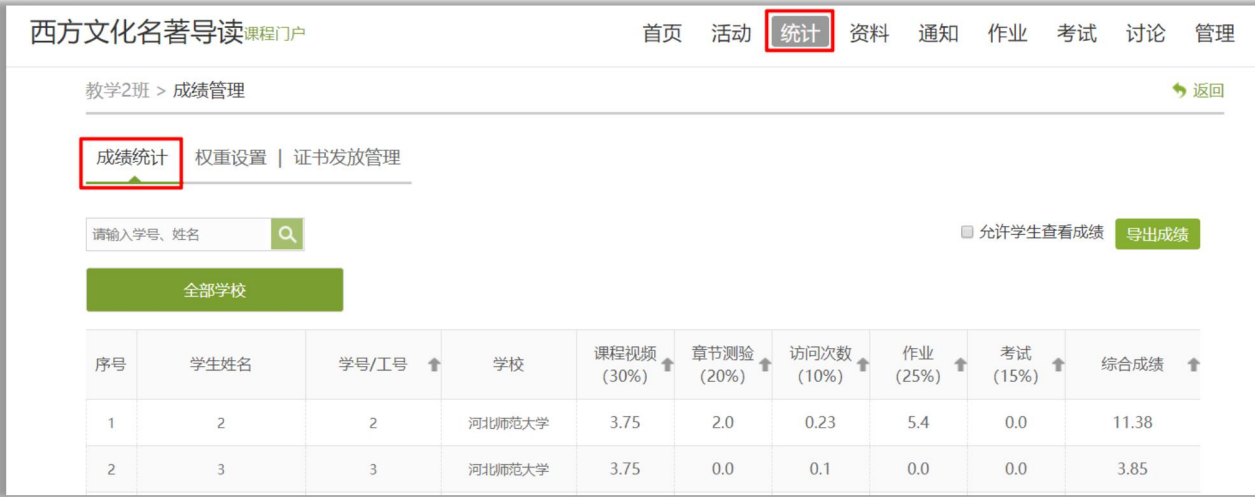 西方文化名著导读课程门户 首页 活动 统计 资料 通知 作业 考试 讨论 管理
教学2班 > 成绩管理 返回
成绩统计 权重设置 | 证书发放管理
请输入学号、姓名 允许学生查看成绩 导出成绩
全部学校
序号 学生姓名 学号/工号 学校 课程视频 (30%) 章节测验 (20%) 访问次数 (10%) 作业 (25%) 考试 (15%) 综合成绩
1 2 2 河北师范大学 3.75 2.0 0.23 5.4 0.0 11.38
2 3 3 河北师范大学 3.75 0.0 0.1 0.0 0.0 3.85